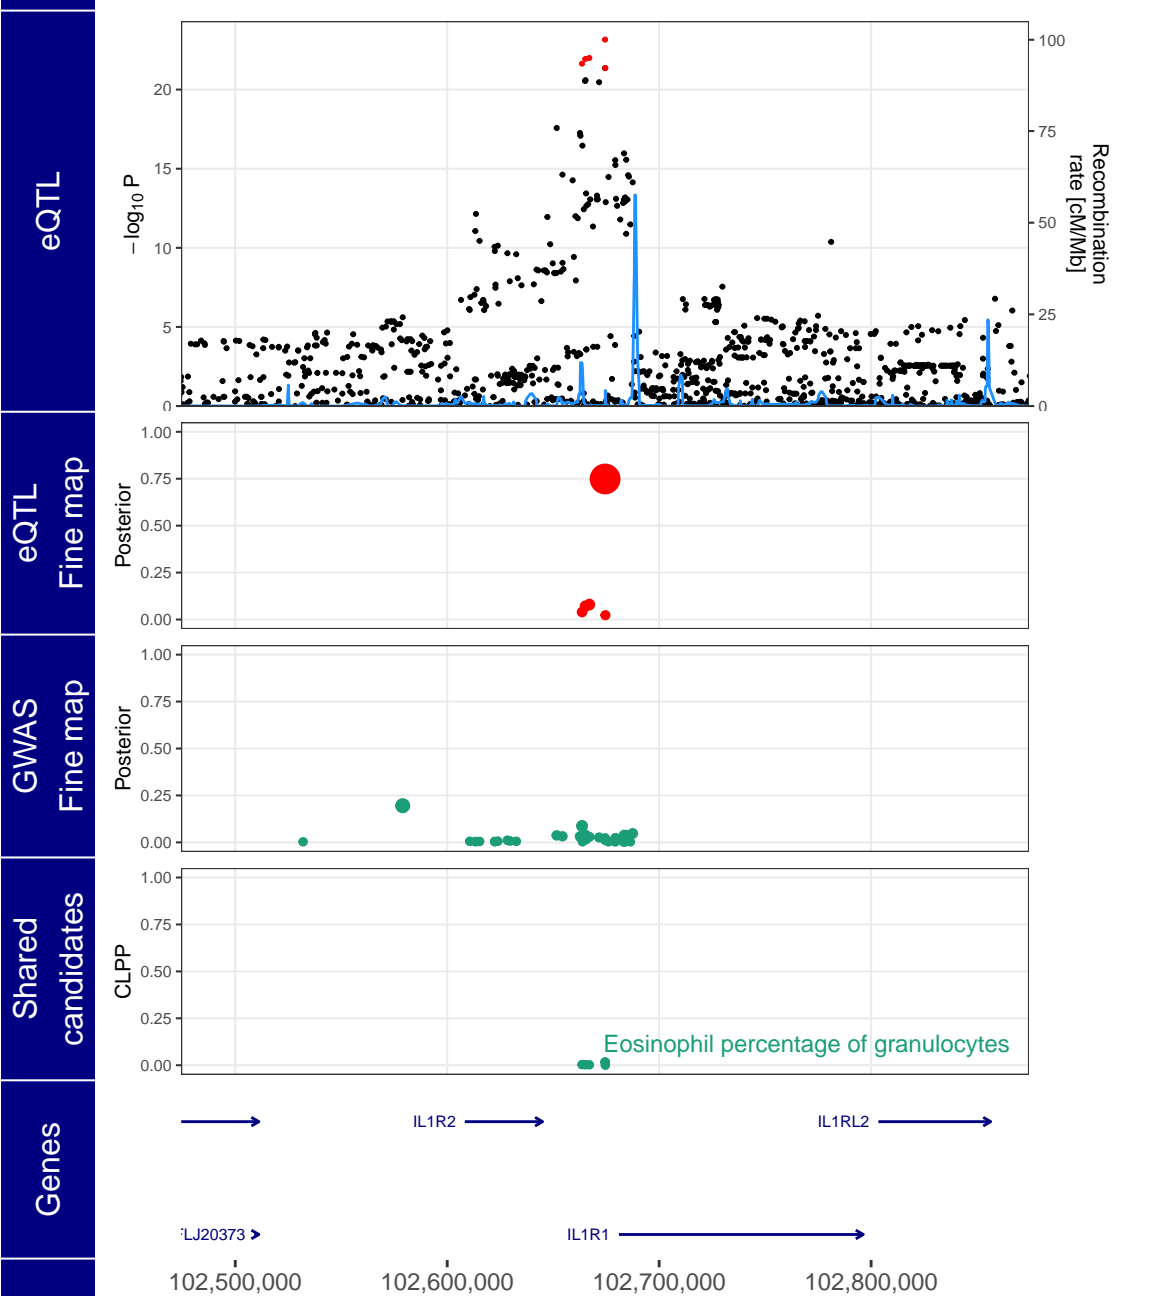 eQTL
−log10 P
0
5
10
15
20
0
25
50
75
100
Recombination
rate [cM/Mb]
eQTL
Fine map
Posterior
1.00
0.75
0.50
0.25
0.00
GWAS
Fine map
Posterior
1.00
0.75
0.50
0.25
0.00
Shared
candidates
CLPP
1.00
0.75
0.50
0.25
0.00
Eosinophil percentage of granulocytes
Genes
IL1R2
IL1RL2
FLJ20373
IL1R1
102,500,000
102,600,000
102,700,000
102,800,000